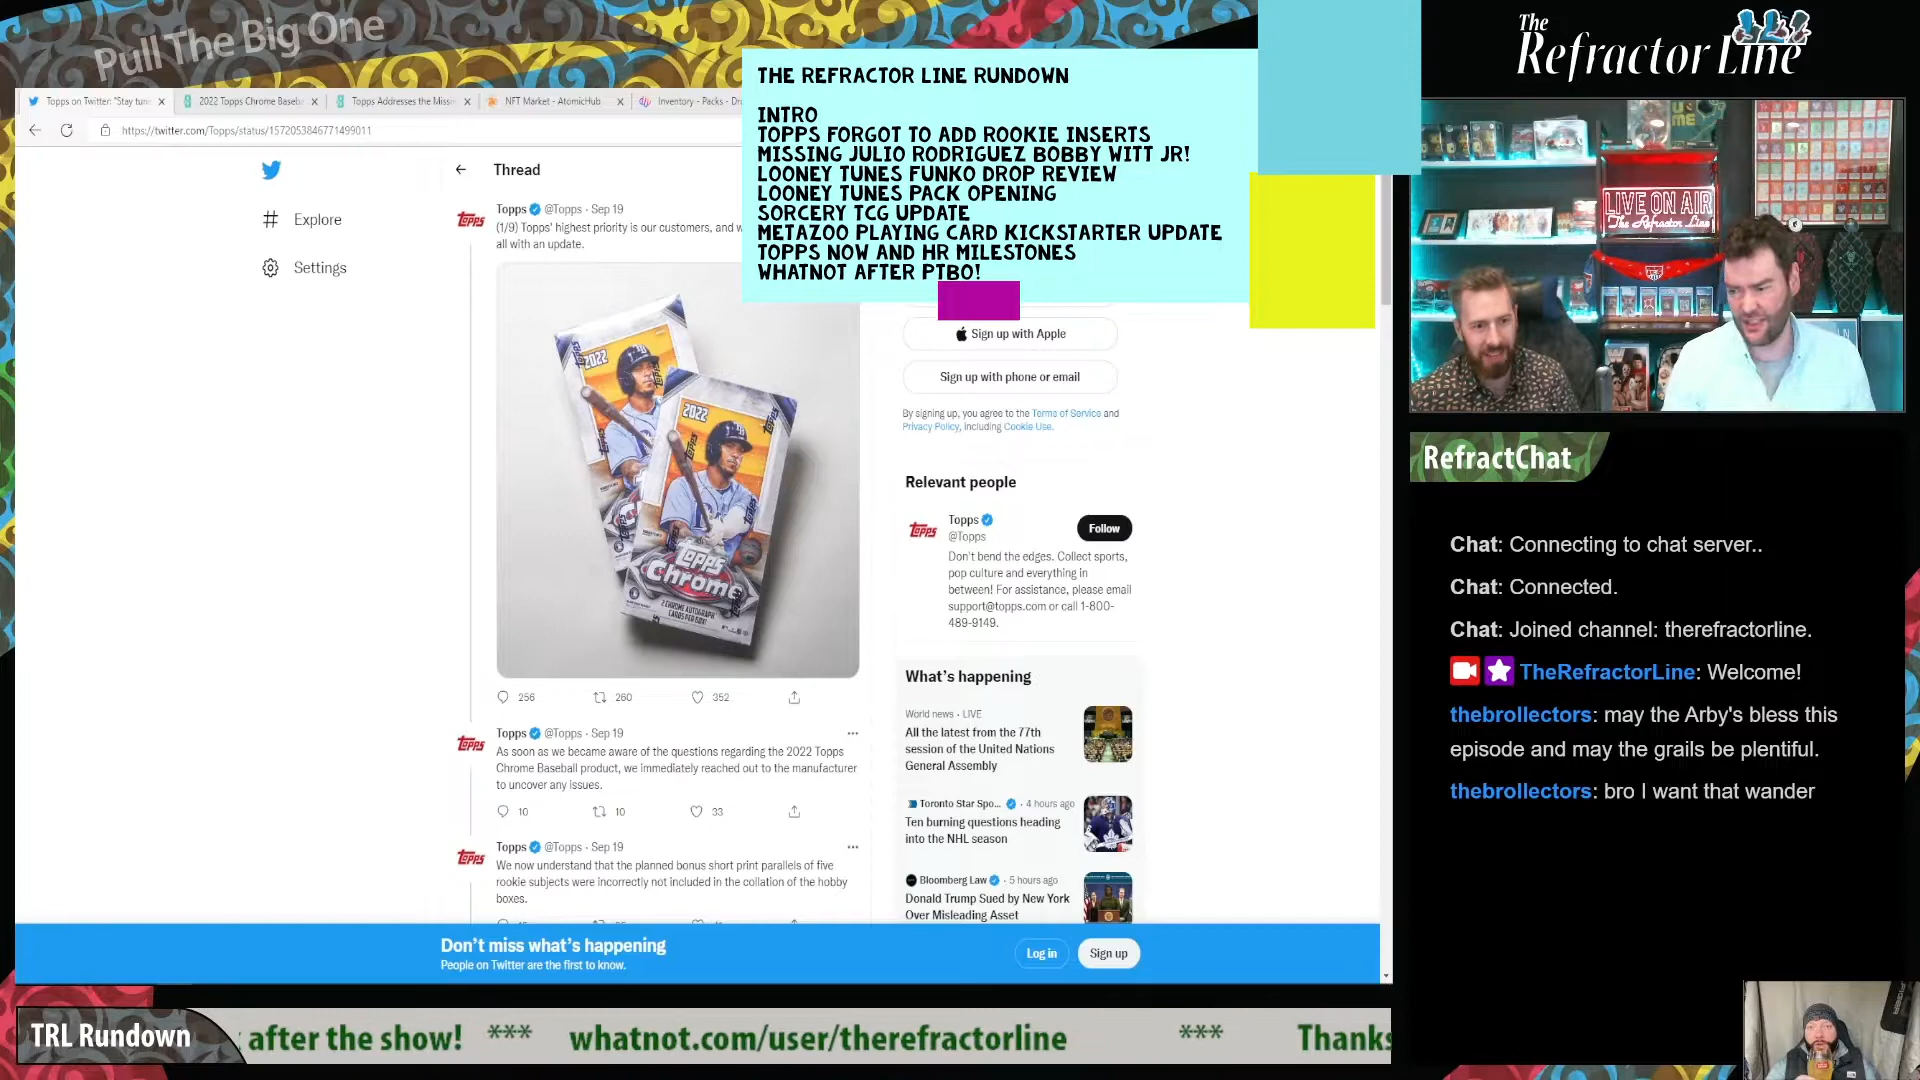 Pull The Big One
THE REFRACTOR LINE RUNDOWN
INTRO
TOPPS FORGOT TO ADD ROOKIE INSERTS
MISSING JULIO RODRIGUEZ BOBBY WITT JR!
LOONEY TUNES FUNKO DROP REVIEW
LOONEY TUNES PACK OPENING
SORCERY TCG UPDATE
METAZOO PLAYING CARD KICKSTARTER UPDATE
TOPPS NOW AND HR MILESTONES
WHATNOT AFTER PTBO!
The
Refractor Line
Topps on Twitter: "Stay tune
2022 Topps Chrome Baseba
Topps Addresses the Missin
NFT Market - AtomicHub
Inventory - Packs - Dr
https://twitter.com/Topps/status/1572053846771499011
Explore
Settings
Thread
Topps @Topps · Sep 19
(1/9) Topps' highest priority is our customers, and w
all with an update.
2022
2022
Topps
Chrome
2 CHROME AUTOGRAPH
CARDS PER BOX!
256 260 352
Topps @Topps · Sep 19
As soon as we became aware of the questions regarding the 2022 Topps
Chrome Baseball product, we immediately reached out to the manufacturer
to uncover any issues.
10 10 33
Topps @Topps · Sep 19
We now understand that the planned bonus short print parallels of five
rookie subjects were incorrectly not included in the collation of the hobby
boxes.
Sign up with Apple
Sign up with phone or email
By signing up, you agree to the Terms of Service and
Privacy Policy, including Cookie Use.
Relevant people
Topps
@Topps
Follow
Don't bend the edges. Collect sports,
pop culture and everything in
between! For assistance, please email
support@topps.com or call 1-800-
489-9149.
What's happening
World news · LIVE
All the latest from the 77th
session of the United Nations
General Assembly
Toronto Star Spo... · 4 hours ago
Ten burning questions heading
into the NHL season
Bloomberg Law · 5 hours ago
Donald Trump Sued by New York
Over Misleading Asset
Don't miss what's happening
People on Twitter are the first to know.
Log in
Sign up
LIVE ON AIR
The Refractor Line
RefractChat
Chat: Connecting to chat server..
Chat: Connected.
Chat: Joined channel: therefractorline.
TheRefractorLine: Welcome!
thebrollectors: may the Arby's bless this
episode and may the grails be plentiful.
thebrollectors: bro I want that wander
TRL Rundown
after the show! *** whatnot.com/user/therefractorline *** Thanks